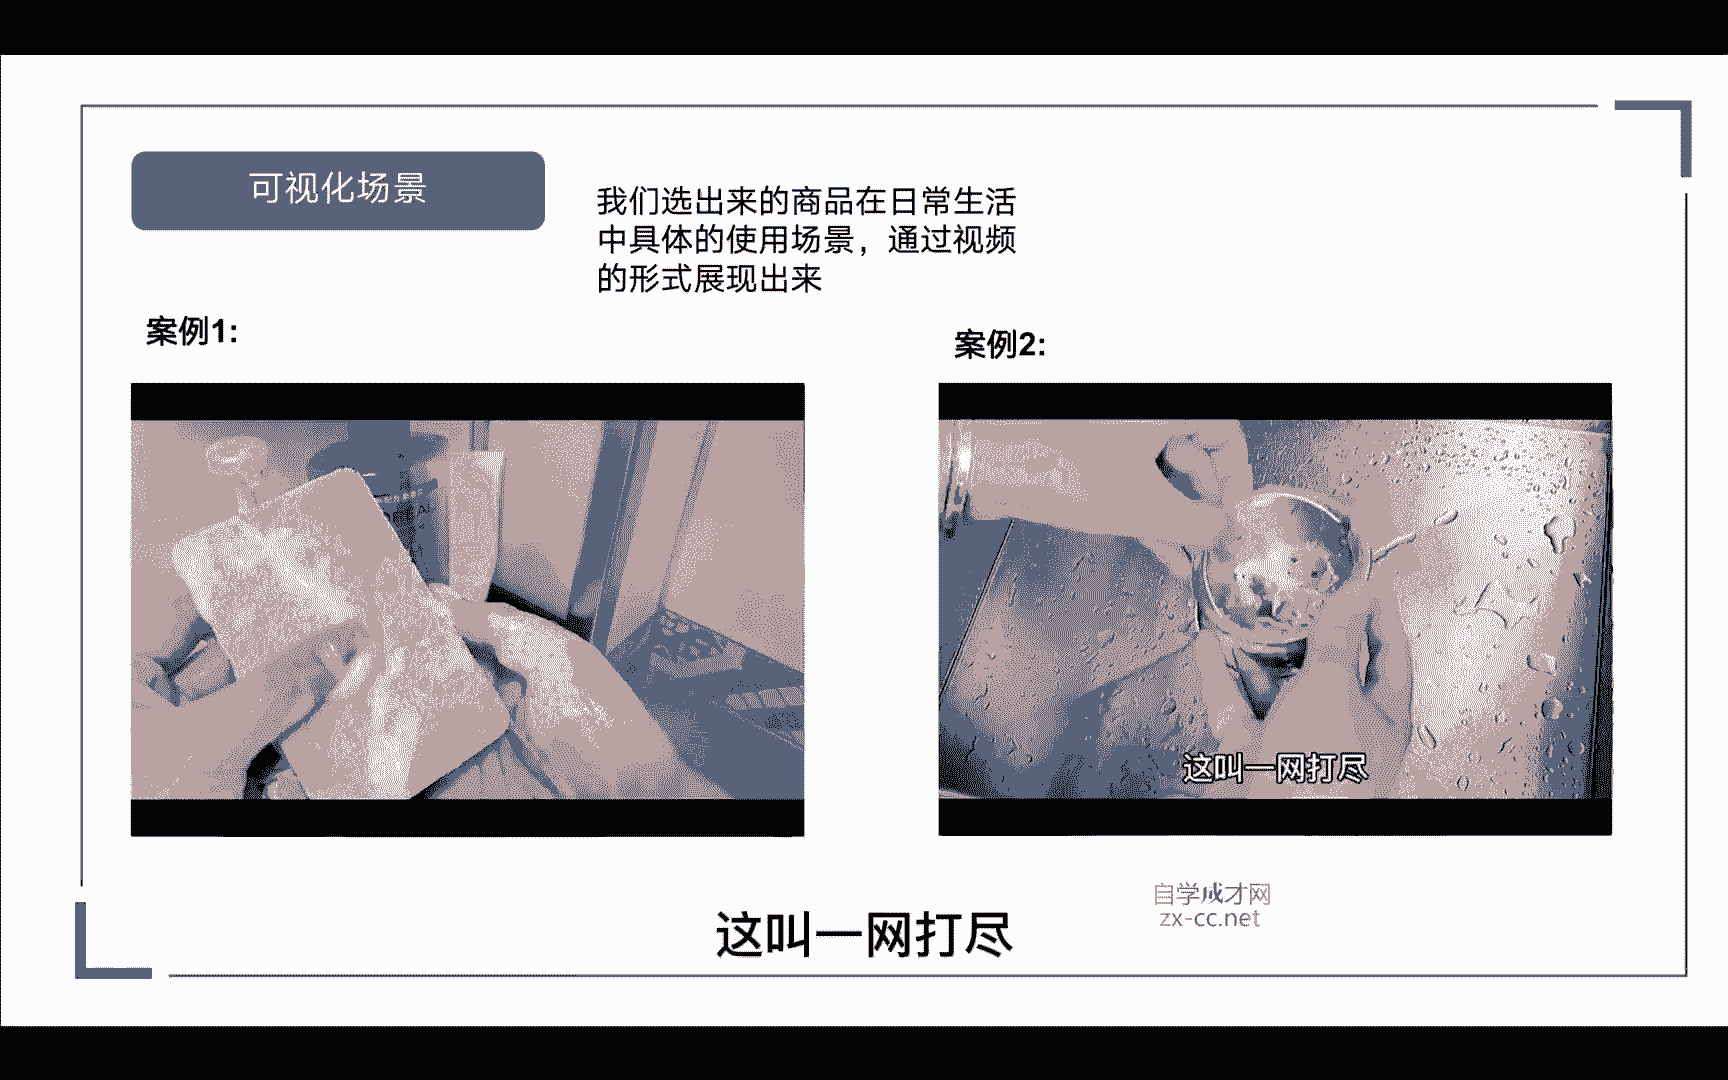 可视化场景
我们选出来的商品在日常生活
中具体的使用场景，通过视频
的形式展现出来
案例1:
案例2:
这叫一网打尽
自学成才网
zx-cc.net
这叫一网打尽